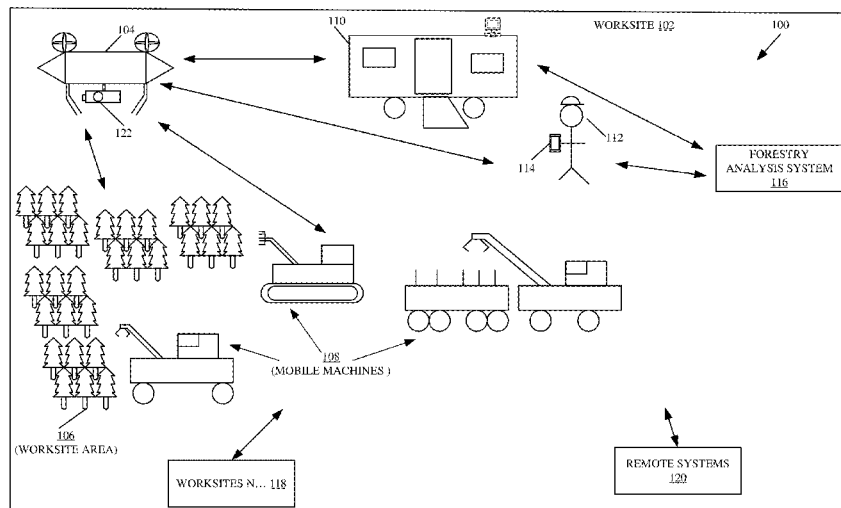 104
110
WORKSITE 102
100
122
112
114
FORESTRY
ANALYSIS SYSTEM
116
108
(MOBILE MACHINES )
106
(WORKSITE AREA)
WORKSITES N... 118
REMOTE SYSTEMS
120